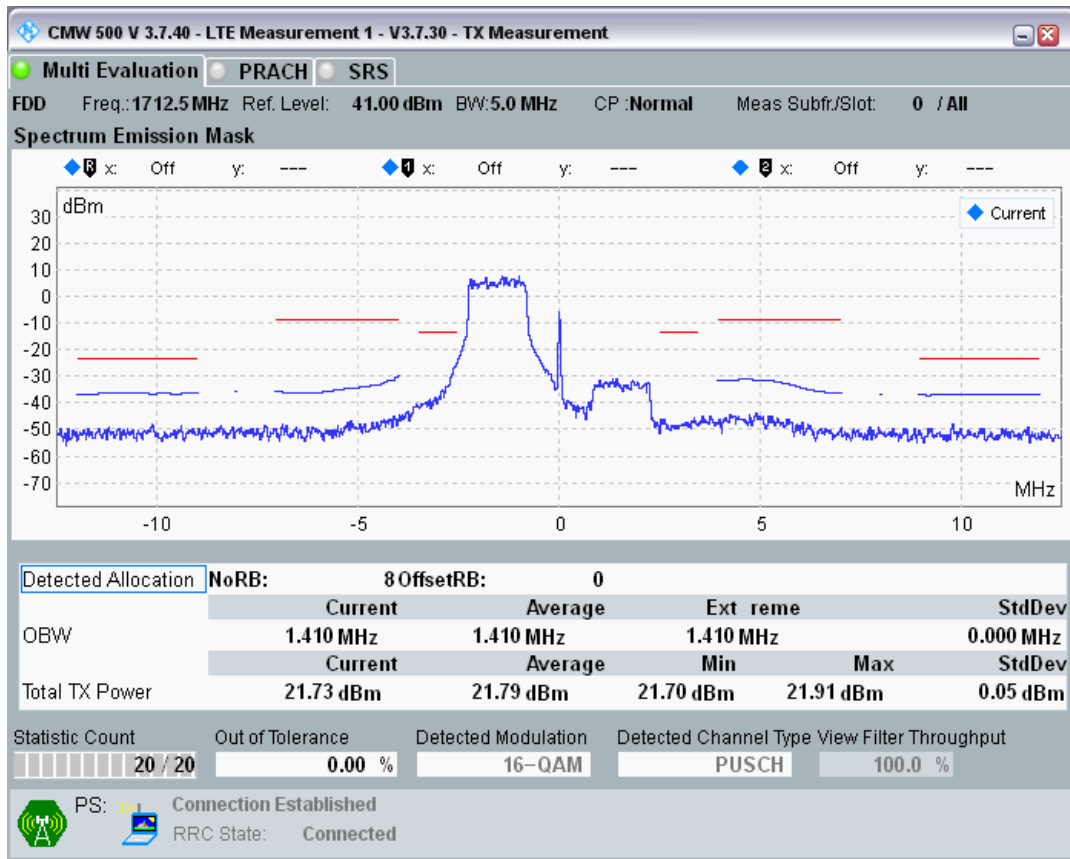 CMW 500 V 3.7.40 - LTE Measurement 1 - V3.7.30 - TX Measurement
Multi Evaluation PRACH SRS
FDD Freq.: 1712.5 MHz Ref. Level: 41.00 dBm BW: 5.0 MHz CP : Normal Meas Subfr./Slot: 0 / All
Spectrum Emission Mask
R x: Off y: --- 1 x: Off y: --- 2 x: Off y: ---
dBm
Current
30
20
10
0
-10
-20
-30
-40
-50
-60
-70
MHz
-10 -5 0 5 10
Detected Allocation NoRB: 8 OffsetRB: 0
Current Average Ext reme StdDev
OBW 1.410 MHz 1.410 MHz 1.410 MHz 0.000 MHz
Current Average Min Max StdDev
Total TX Power 21.73 dBm 21.79 dBm 21.70 dBm 21.91 dBm 0.05 dBm
Statistic Count Out of Tolerance Detected Modulation Detected Channel Type View Filter Throughput
20 / 20 0.00 % 16-QAM PUSCH 100.0 %
PS: Connection Established
RRC State: Connected